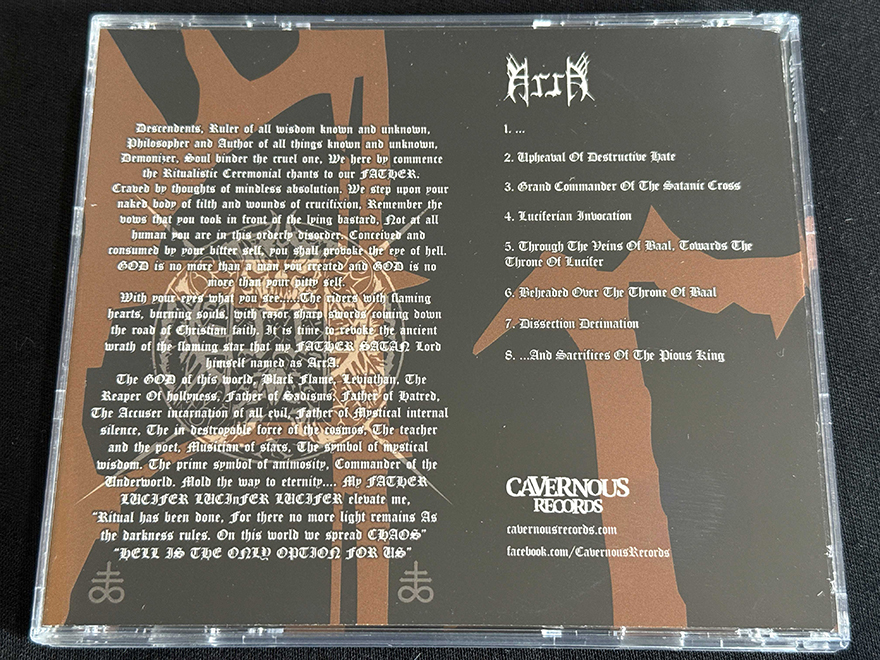 Descendents, Ruler of all wisdom known and unknown,
Philosopher and Author of all things known and unknown,
Demonizer, Soul binder the cruel one, We here by commence
the Ritualistic Ceremonial chants to our FATHER.
Craved by thoughts of mindless absolution. We step upon your
naked body of filth and wounds of crucifixion, Remember the
vows that you took in front of the lying bastard, Not at all
human you are in this orderly disorder. Conceived and
consumed by your bitter self, you shall provoke the eye of hell.
GOD is no more than a man you created and GOD is no
more than your pitty self.
With your eyes what you see.....The riders with flaming
hearts, burning souls, with razor sharp swords coming down
the road of Christian faith. It is time to revoke the ancient
wrath of the flaming star that my FATHER SATAN Lord
himself named as ArrA!
The GOD of this world, Black Flame, Leviathan, The
Reaper Of hollyness, Father of Sadisms, Father of Hatred,
The Accuser incarnation of all evil, Father of Mystical internal
silence, The in destroyable force of the cosmos, The teacher
and the poet, Musician of stars, The symbol of mystical
wisdom. The prime symbol of animosity, Commander of the
Underworld. Mold the way to eternity.... My FATHER
LUCIFER LUCInFER LUCIFER elevate me,
"Ritual has been done, For there no more light remains As
the darkness rules. On this world we spread CHAOS"
"HELL IS THE ONLY OPTION FOR US"
ArrA
1. ...
2. Upheaval Of Destructive Hate
3. Grand Commander Of The Satanic Cross
4. Luciferian Invocation
5. Through The Veins Of Baal, Towards The
Throne Of Lucifer
6. Beheaded Over The Throne Of Baal
7. Dissection Decimation
8. ...And Sacrifices Of The Pious King
CAVERNOUS
RECORDS
cavernousrecords.com
facebook.com/CavernousRecords